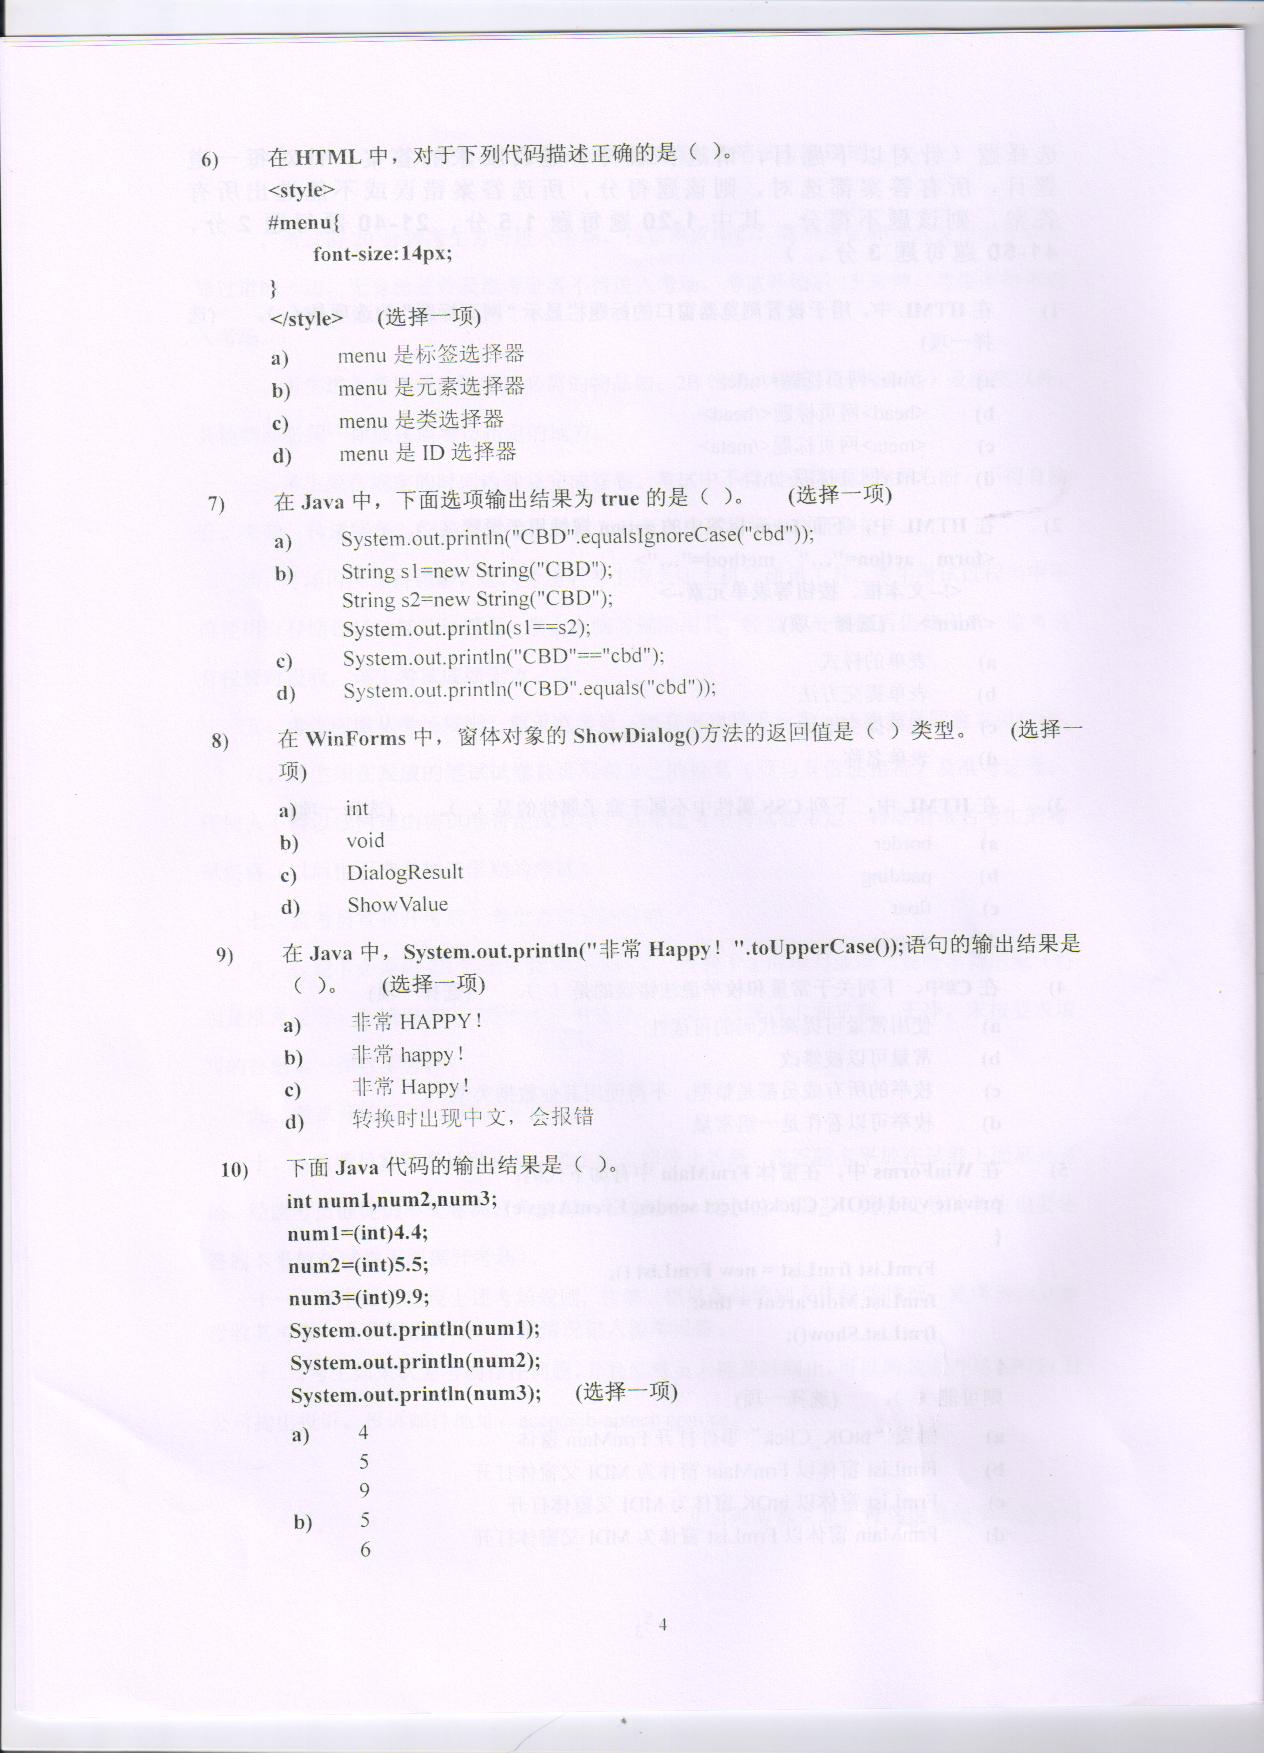 6) 在 HTML 中，对于下列代码描述正确的是（ ）。
<style>
#menu{
font-size:14px;
}
</style> (选择一项)
a) menu 是标签选择器
b) menu 是元素选择器
c) menu 是类选择器
d) menu 是 ID 选择器
7) 在 Java 中，下面选项输出结果为 true 的是（ ）。 (选择一项)
a) System.out.println("CBD".equalsIgnoreCase("cbd"));
b) String s1=new String("CBD");
String s2=new String("CBD");
System.out.println(s1==s2);
c) System.out.println("CBD"=="cbd");
d) System.out.println("CBD".equals("cbd"));
8) 在 WinForms 中，窗体对象的 ShowDialog()方法的返回值是（ ）类型。 (选择一
项)
a) int
b) void
c) DialogResult
d) ShowValue
9) 在 Java 中，System.out.println("非常 Happy！".toUpperCase());语句的输出结果是
（ ）。 (选择一项)
a) 非常 HAPPY！
b) 非常 happy！
c) 非常 Happy！
d) 转换时出现中文，会报错
10) 下面 Java 代码的输出结果是（ ）。
int num1,num2,num3;
num1=(int)4.4;
num2=(int)5.5;
num3=(int)9.9;
System.out.println(num1);
System.out.println(num2);
System.out.println(num3); (选择一项)
a) 4
5
9
b) 5
6
4